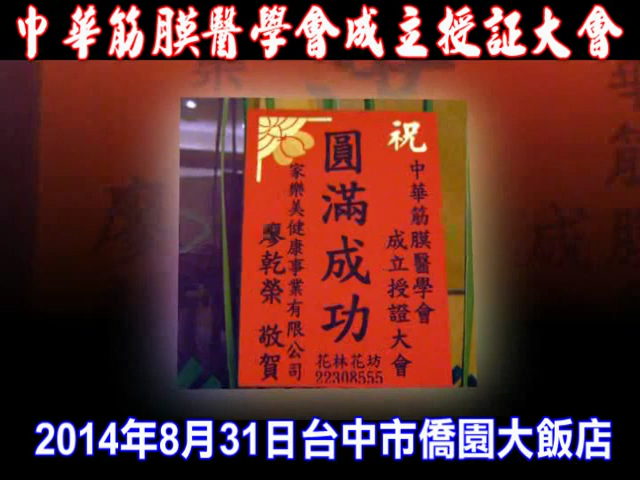 中華筋膜醫學會成立授証大會
祝
中華筋膜醫學會
成立授證大會
圓滿成功
家樂美健康事業有限公司
廖乾榮 敬賀
花林花坊
22308555
2014年8月31日台中市僑園大飯店